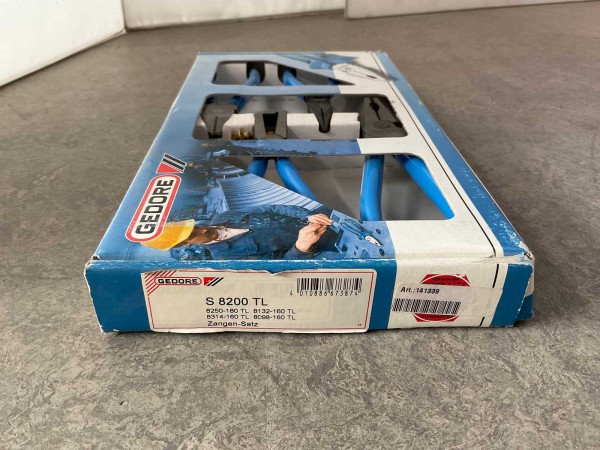 GEDORE
GEDORE
S 8200 TL
8250-160 TL 8132-160 TL
8314-160 TL 8098-160 TL
Zangen-Satz
4 010886 673874
Art.:141339